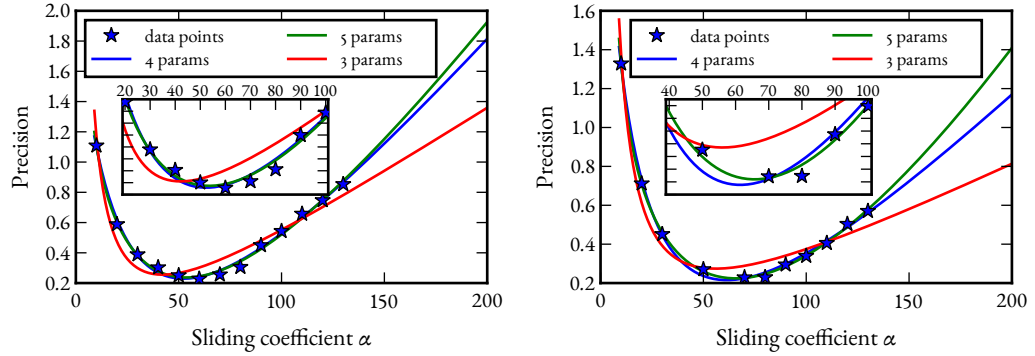 2.0
1.8
1.6
1.4
1.2
1.0
0.8
0.6
0.4
0.2
Precision
data points
4 params
5 params
3 params
20 30 40 50 60 70 80 90 100
0 50 100 150 200
Sliding coefficient α
1.6
1.4
1.2
1.0
0.8
0.6
0.4
0.2
Precision
data points
4 params
5 params
3 params
40 50 60 70 80 90 100
0 50 100 150 200
Sliding coefficient α